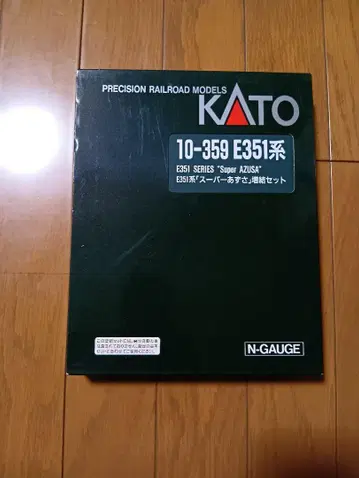 PRECISION RAILROAD MODELS
KATO
10-359 E351系
E351 SERIES "Super AZUSA"
E351系「スーパーあずさ」増結セット
N-GAUGE